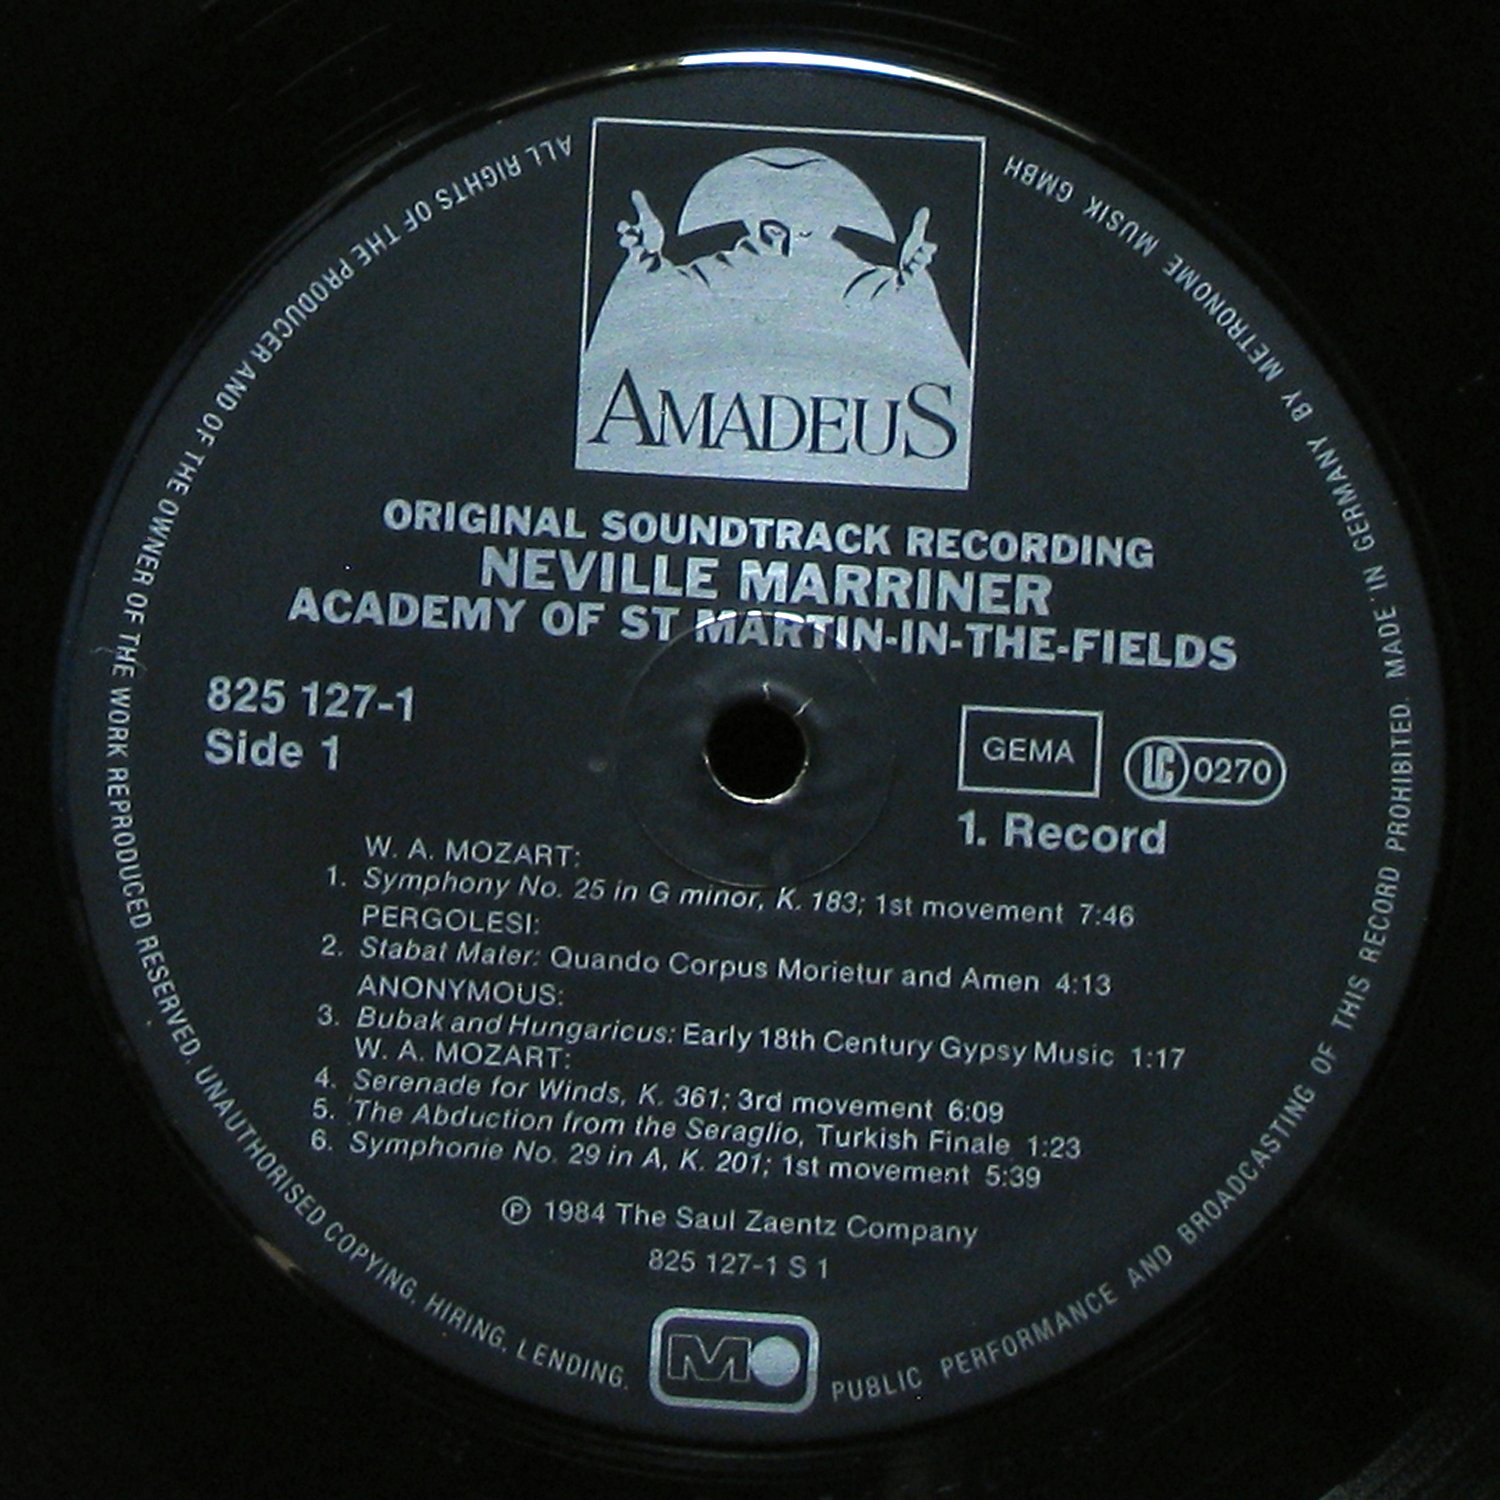 AMADEUS
ORIGINAL SOUNDTRACK RECORDING
NEVILLE MARRINER
ACADEMY OF ST MARTIN-IN-THE-FIELDS
825 127-1
Side 1
GEMA
LC 0270
1. Record
W. A. MOZART:
1. Symphony No. 25 in G minor, K. 183; 1st movement 7:46
PERGOLESI:
2. Stabat Mater: Quando Corpus Morietur and Amen 4:13
ANONYMOUS:
3. Bubak and Hungaricus: Early 18th Century Gypsy Music 1:17
W. A. MOZART:
4. Serenade for Winds, K. 361; 3rd movement 6:09
5. The Abduction from the Seraglio, Turkish Finale 1:23
6. Symphonie No. 29 in A, K. 201; 1st movement 5:39
℗ 1984 The Saul Zaentz Company
825 127-1 S 1
MO
ALL RIGHTS OF THE PRODUCER AND OF THE OWNER OF THE WORK REPRODUCED RESERVED. UNAUTHORISED COPYING, HIRING, LENDING, PUBLIC PERFORMANCE AND BROADCASTING OF THIS RECORD PROHIBITED. MADE IN GERMANY BY METRONOME MUSIK GMBH